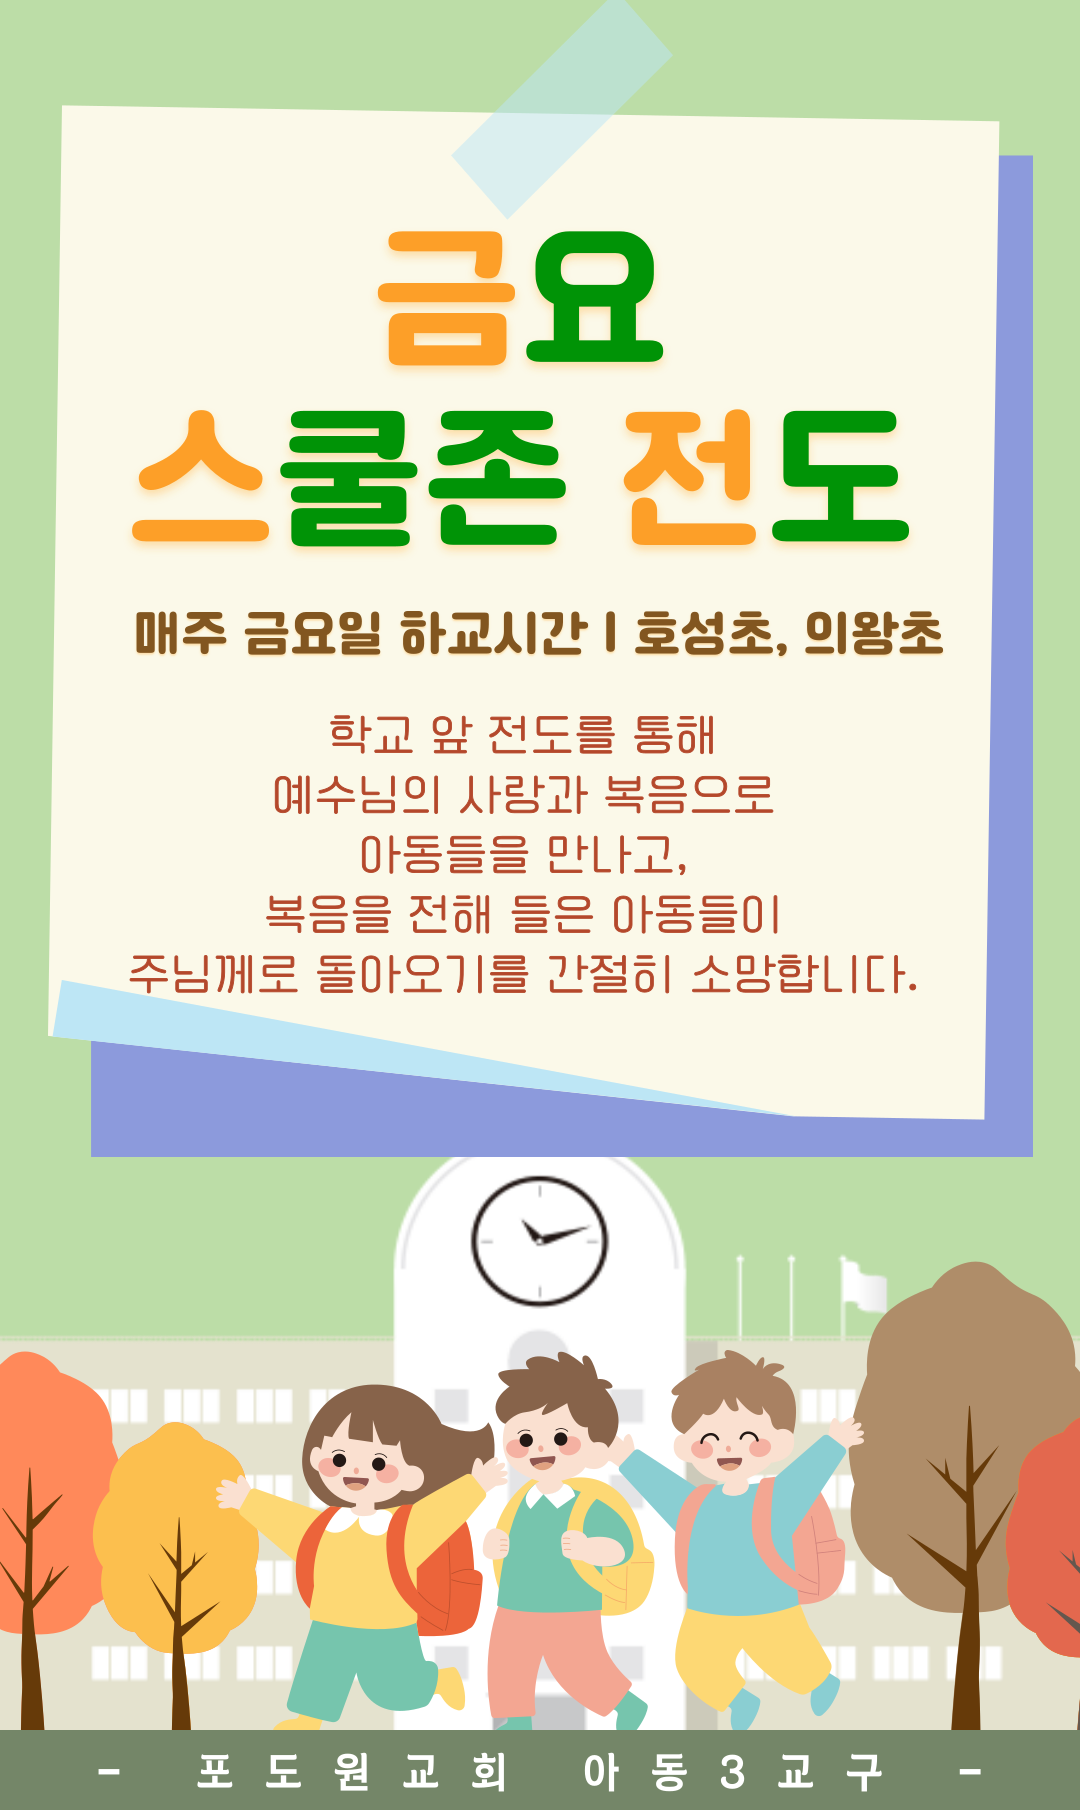 금요
스쿨존 전도
매주 금요일 하교시간 l 호성초, 의왕초
학교 앞 전도를 통해
예수님의 사랑과 복음으로
아동들을 만나고,
복음을 전해 들은 아동들이
주님께로 돌아오기를 간절히 소망합니다.
- 포도원교회 아동3교구 -